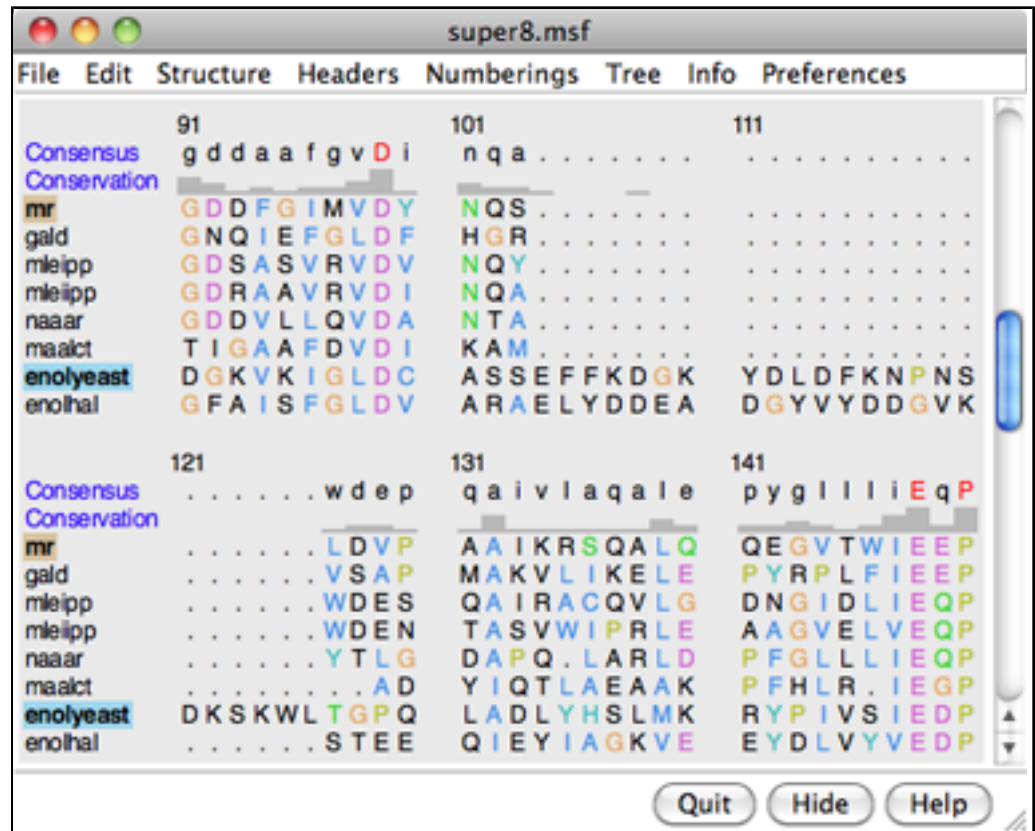 super8.msf
File Edit Structure Headers Numberings Tree Info Preferences
91 101 111
Consensus g d d a a f g v D i n q a . . . . . . . . . . . . . . . . .
Conservation
mr G D D F G I M V D Y N Q S . . . . . . . . . . . . . . . . .
gald G N Q I E F G L D F H G R . . . . . . . . . . . . . . . . .
mleipp G D S A S V R V D V N Q Y . . . . . . . . . . . . . . . . .
mleiipp G D R A A V R V D I N Q A . . . . . . . . . . . . . . . . .
naaar G D D V L L Q V D A N T A . . . . . . . . . . . . . . . . .
maalct T I G A A F D V D I K A M . . . . . . . . . . . . . . . . .
enolyeast D G K V K I G L D C A S S E F F K D G K Y D L D F K N P N S
enolhal G F A I S F G L D V A R A E L Y D D E A D G Y V Y D D G V K
121 131 141
Consensus . . . . . . w d e p q a i v l a q a l e p y g l l l i E q P
Conservation
mr . . . . . . L D V P A A I K R S Q A L Q Q E G V T W I E E P
gald . . . . . . V S A P M A K V L I K E L E P Y R P L F I E E P
mleipp . . . . . . W D E S Q A I R A C Q V L G D N G I D L I E Q P
mleiipp . . . . . . W D E N T A S V W I P R L E A A G V E L V E Q P
naaar . . . . . . Y T L G D A P Q . L A R L D P F G L L L I E Q P
maalct . . . . . . . . A D Y I Q T L A E A A K P F H L R . I E G P
enolyeast D K S K W L T G P Q L A D L Y H S L M K R Y P I V S I E D P
enolhal . . . . . . S T E E Q I E Y I A G K V E E Y D L V Y V E D P
Quit Hide Help